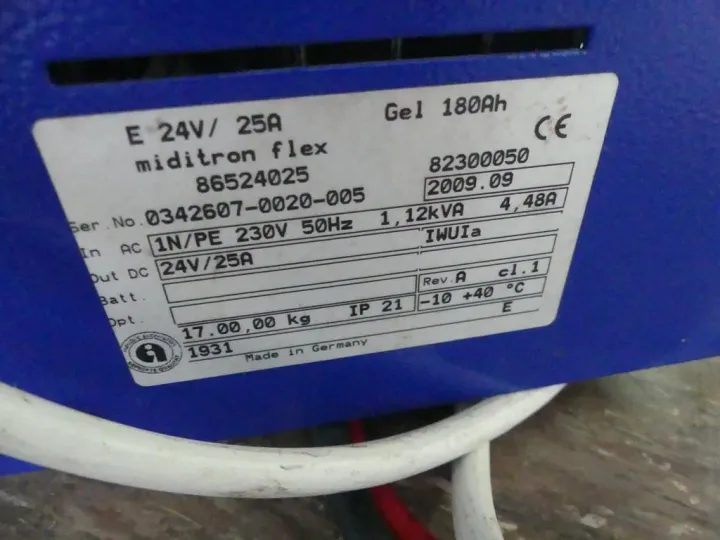 E 24V/ 25A Gel 180Ah
miditron flex
86524025 82300050
Ser.No. 0342607-0020-005 2009.09
In AC 1N/PE 230V 50Hz 1,12kVA 4,48A
Out DC 24V/25A IWUIa
Batt. Rev. A cl.1
Opt. 17.00,00 kg IP 21 -10 +40 °C
1931 Made in Germany E